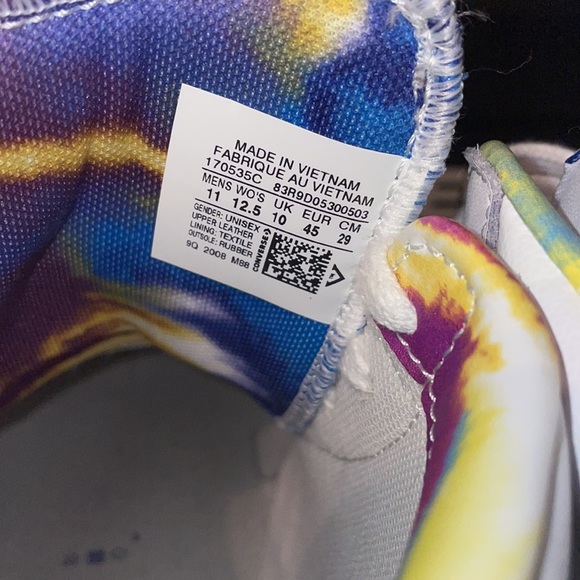 MADE IN VIETNAM
FABRIQUE AU VIETNAM
170535C 83R9D05300503
MENS WO'S UK EUR CM
11 12.5 10 45 29
GENDER: UNISEX
UPPER: LEATHER
LINING: TEXTILE
OUTSOLE: RUBBER
9Q 2008 M8B
CONVERSE